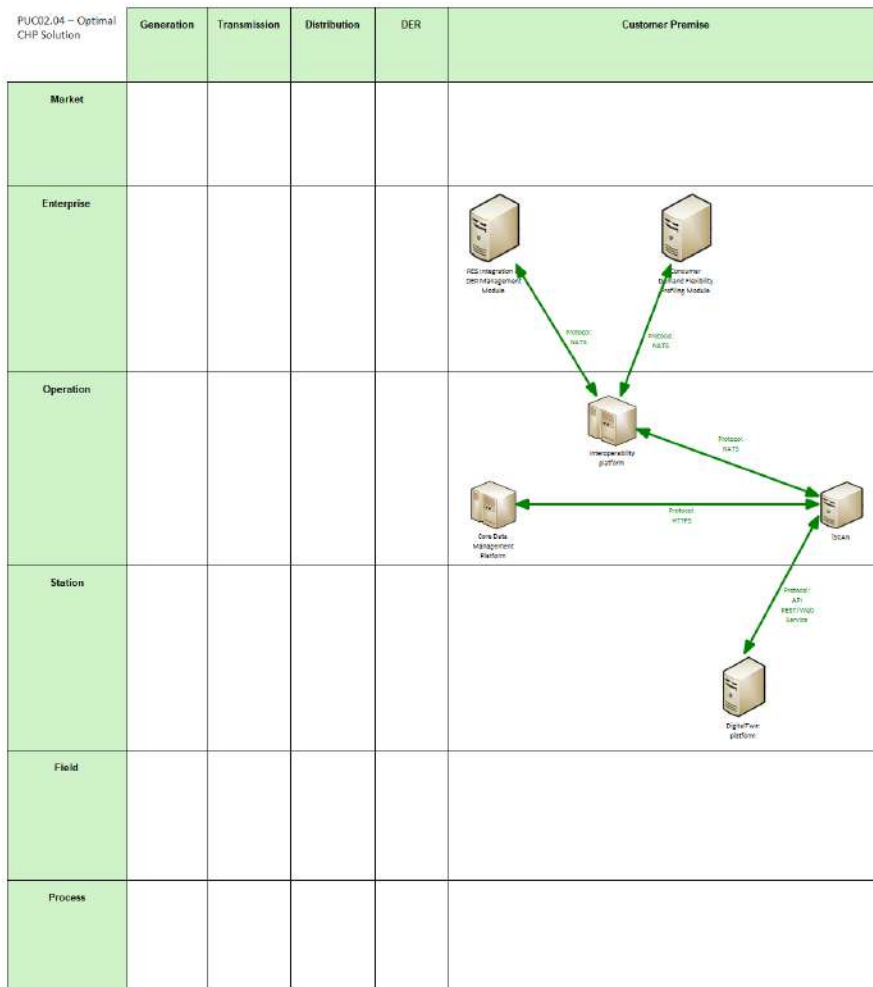 PUC02.04 – Optimal
CHP Solution
Generation
Transmission
Distribution
DER
Customer Premise
Market
Enterprise
RES Integration
DER Management
Module
Consumer
Demand Flexibility
Profiling Module
Protocol:
NATS
Protocol:
NATS
Operation
Interoperability
platform
Protocol:
NATS
Core Data
Management
Platform
Protocol:
HTTPS
iSCAN
Station
Protocol:
API
REST/Web
Service
DigitalTwin
platform
Field
Process